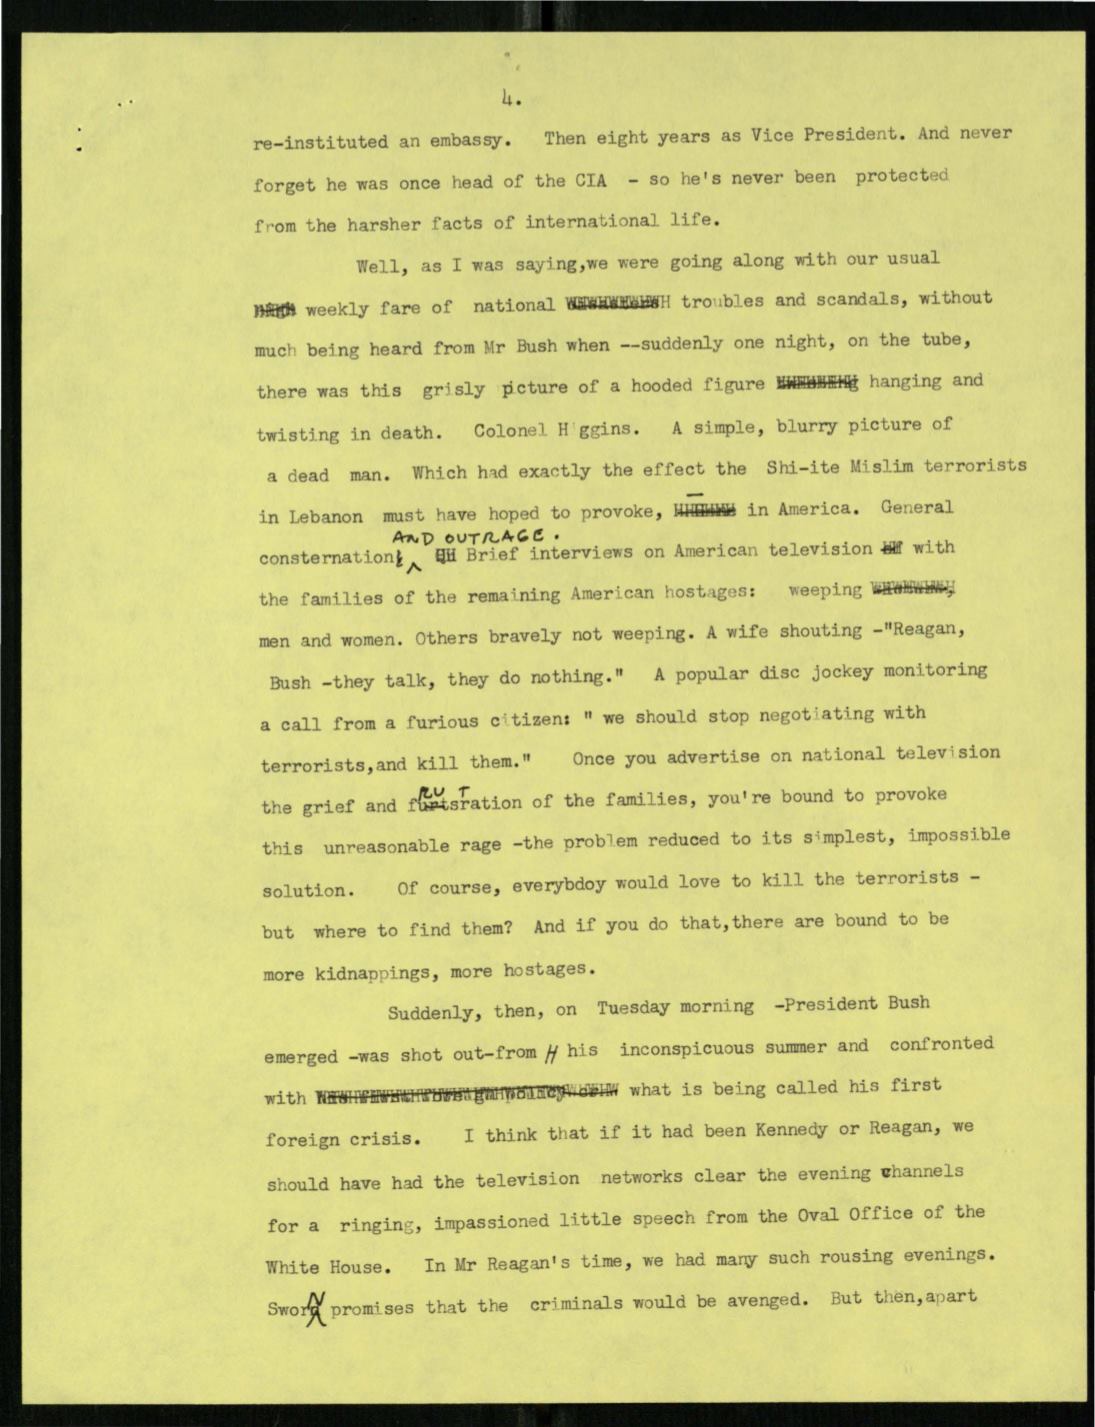 4.
re-instituted an embassy. Then eight years as Vice President. And never
forget he was once head of the CIA - so he's never been protected
from the harsher facts of international life.
Well, as I was saying,we were going along with our usual
weekly fare of national troubles and scandals, without
much being heard from Mr Bush when --suddenly one night, on the tube,
there was this grisly picture of a hooded figure hanging and
twisting in death. Colonel Higgins. A simple, blurry picture of
a dead man. Which had exactly the effect the Shi-ite Mislim terrorists
in Lebanon must have hoped to provoke, in America. General
AND OUTRAGE.
consternation Brief interviews on American television with
the families of the remaining American hostages: weeping
men and women. Others bravely not weeping. A wife shouting -"Reagan,
Bush -they talk, they do nothing." A popular disc jockey monitoring
a call from a furious citizen: " we should stop negotiating with
terrorists,and kill them." Once you advertise on national television
the grief and frustration of the families, you're bound to provoke
this unreasonable rage -the problem reduced to its simplest, impossible
solution. Of course, everybdoy would love to kill the terrorists -
but where to find them? And if you do that,there are bound to be
more kidnappings, more hostages.
Suddenly, then, on Tuesday morning -President Bush
emerged -was shot out-from his inconspicuous summer and confronted
with what is being called his first
foreign crisis. I think that if it had been Kennedy or Reagan, we
should have had the television networks clear the evening channels
for a ringing, impassioned little speech from the Oval Office of the
White House. In Mr Reagan's time, we had many such rousing evenings.
Sworn promises that the criminals would be avenged. But then,apart